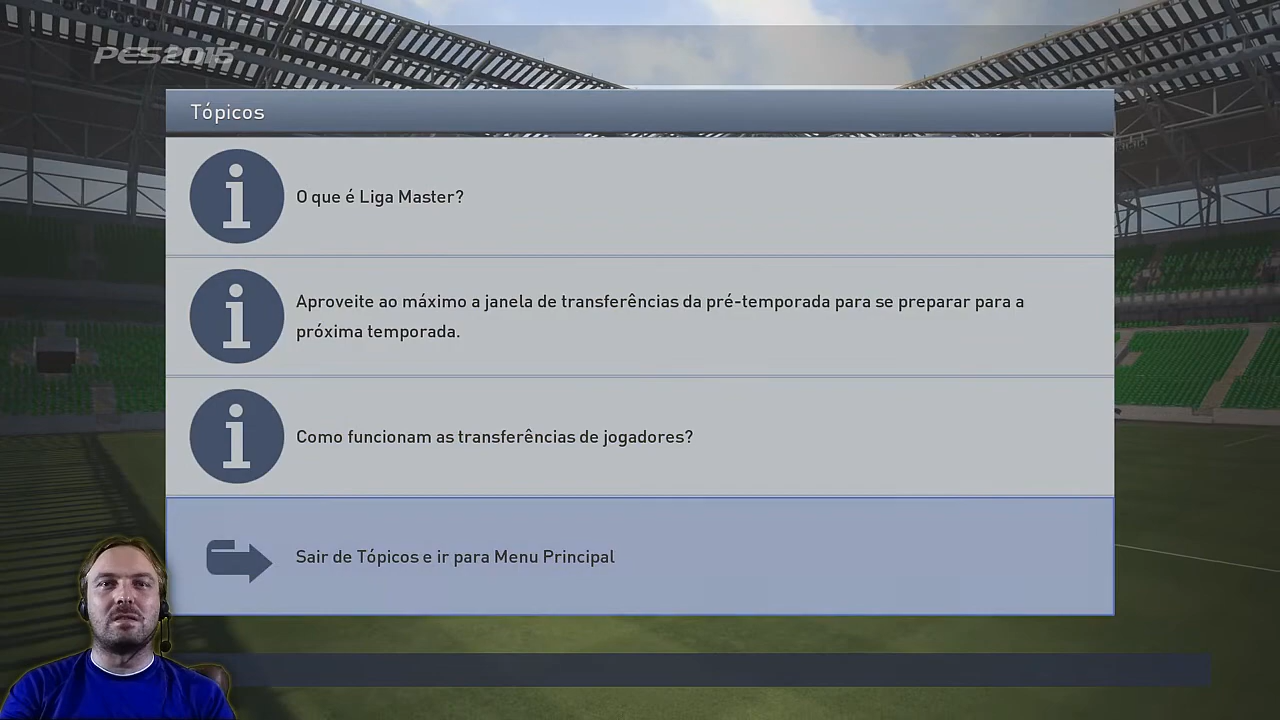 PES2016
Tópicos
O que é Liga Master?
Aproveite ao máximo a janela de transferências da pré-temporada para se preparar para a
próxima temporada.
Como funcionam as transferências de jogadores?
Sair de Tópicos e ir para Menu Principal